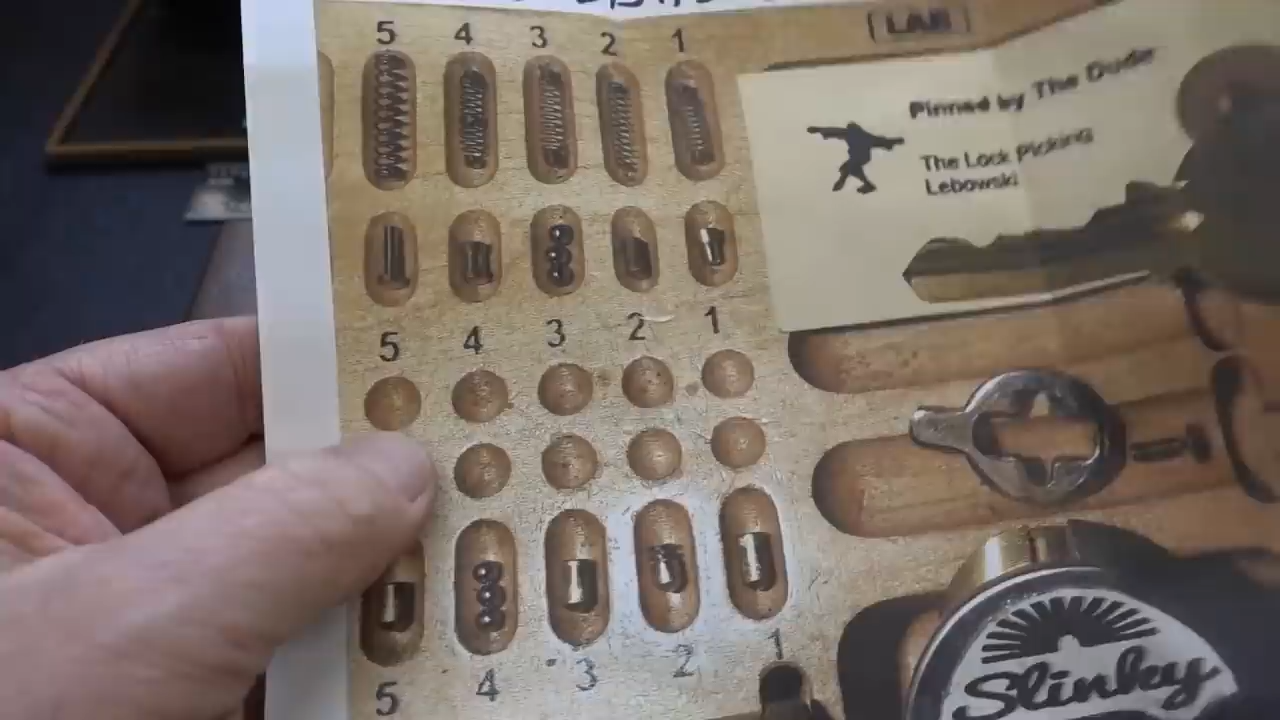 5 4 3 2 1
LAB
Pinned by The Dude
The Lock Picking
Lebowski
5 4 3 2 1
5 4 3 2 1
Slinky